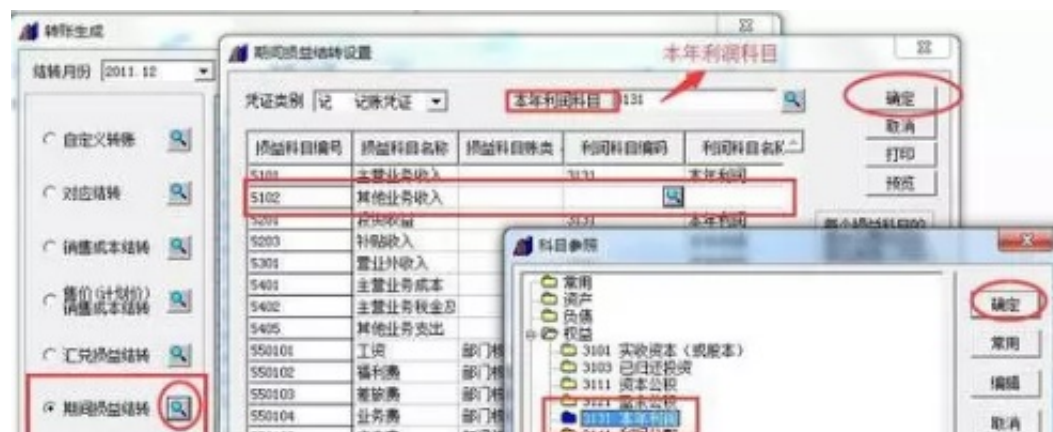 转账生成
结转月份 2011.12
自定义转账
对应结转
销售成本结转
售价(计划价)
销售成本结转
汇兑损益结转
期间损益结转
期间损益结转设置
本年利润科目
凭证类别 记 记账凭证 本年利润科目 3131
确定
取消
打印
预览
损益科目编号 损益科目名称 损益科目账类 利润科目编码 利润科目名称
5101 主营业务收入 3131 本年利润
5102 其他业务收入
5201 投资收益 3131 本年利润
5203 补贴收入
5301 营业外收入
5401 主营业务成本
5402 主营业务税金及
5405 其他业务支出
550101 工资 部门核
550102 福利费 部门核
550103 差旅费 部门核
550104 业务费 部门核
科目参照
常用
资产
负债
权益
3101 实收资本(或股本)
3103 已归还投资
3111 资本公积
3121 盈余公积
3131 本年利润
确定
常用
编辑
取消